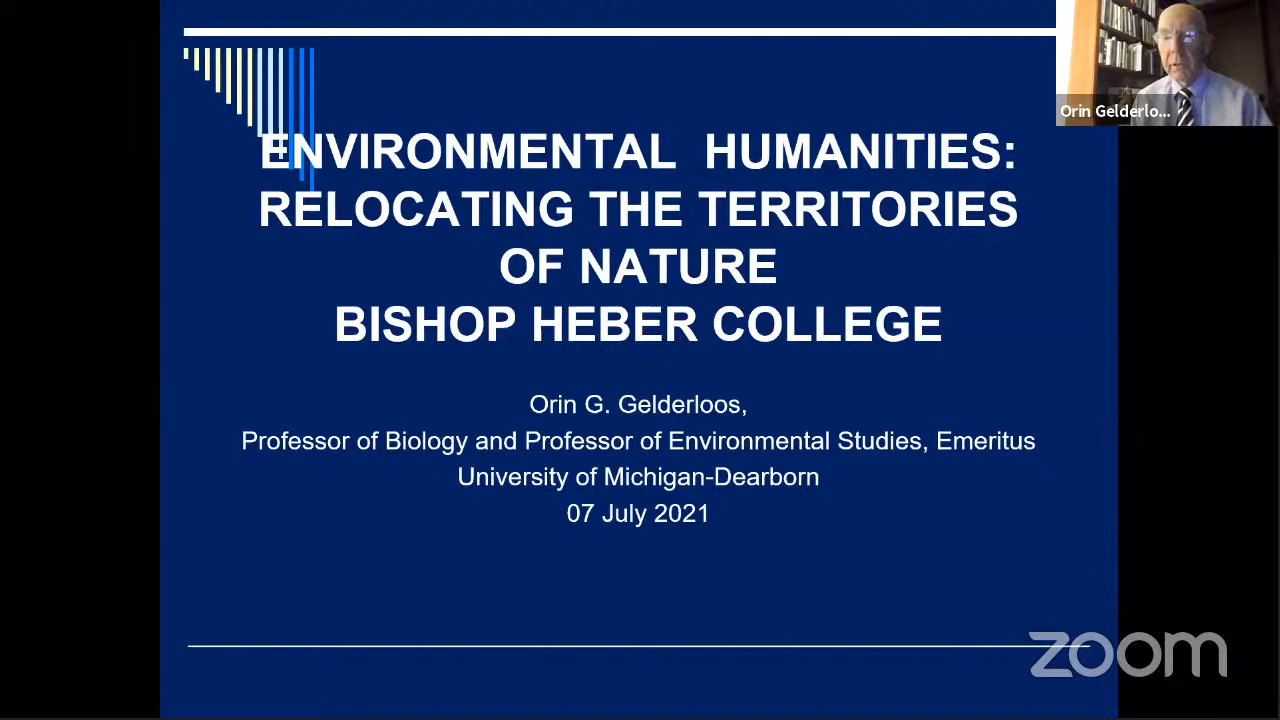 Orin Gelderlo...
ENVIRONMENTAL HUMANITIES:
RELOCATING THE TERRITORIES
OF NATURE
BISHOP HEBER COLLEGE
Orin G. Gelderloos,
Professor of Biology and Professor of Environmental Studies, Emeritus
University of Michigan-Dearborn
07 July 2021
zoom